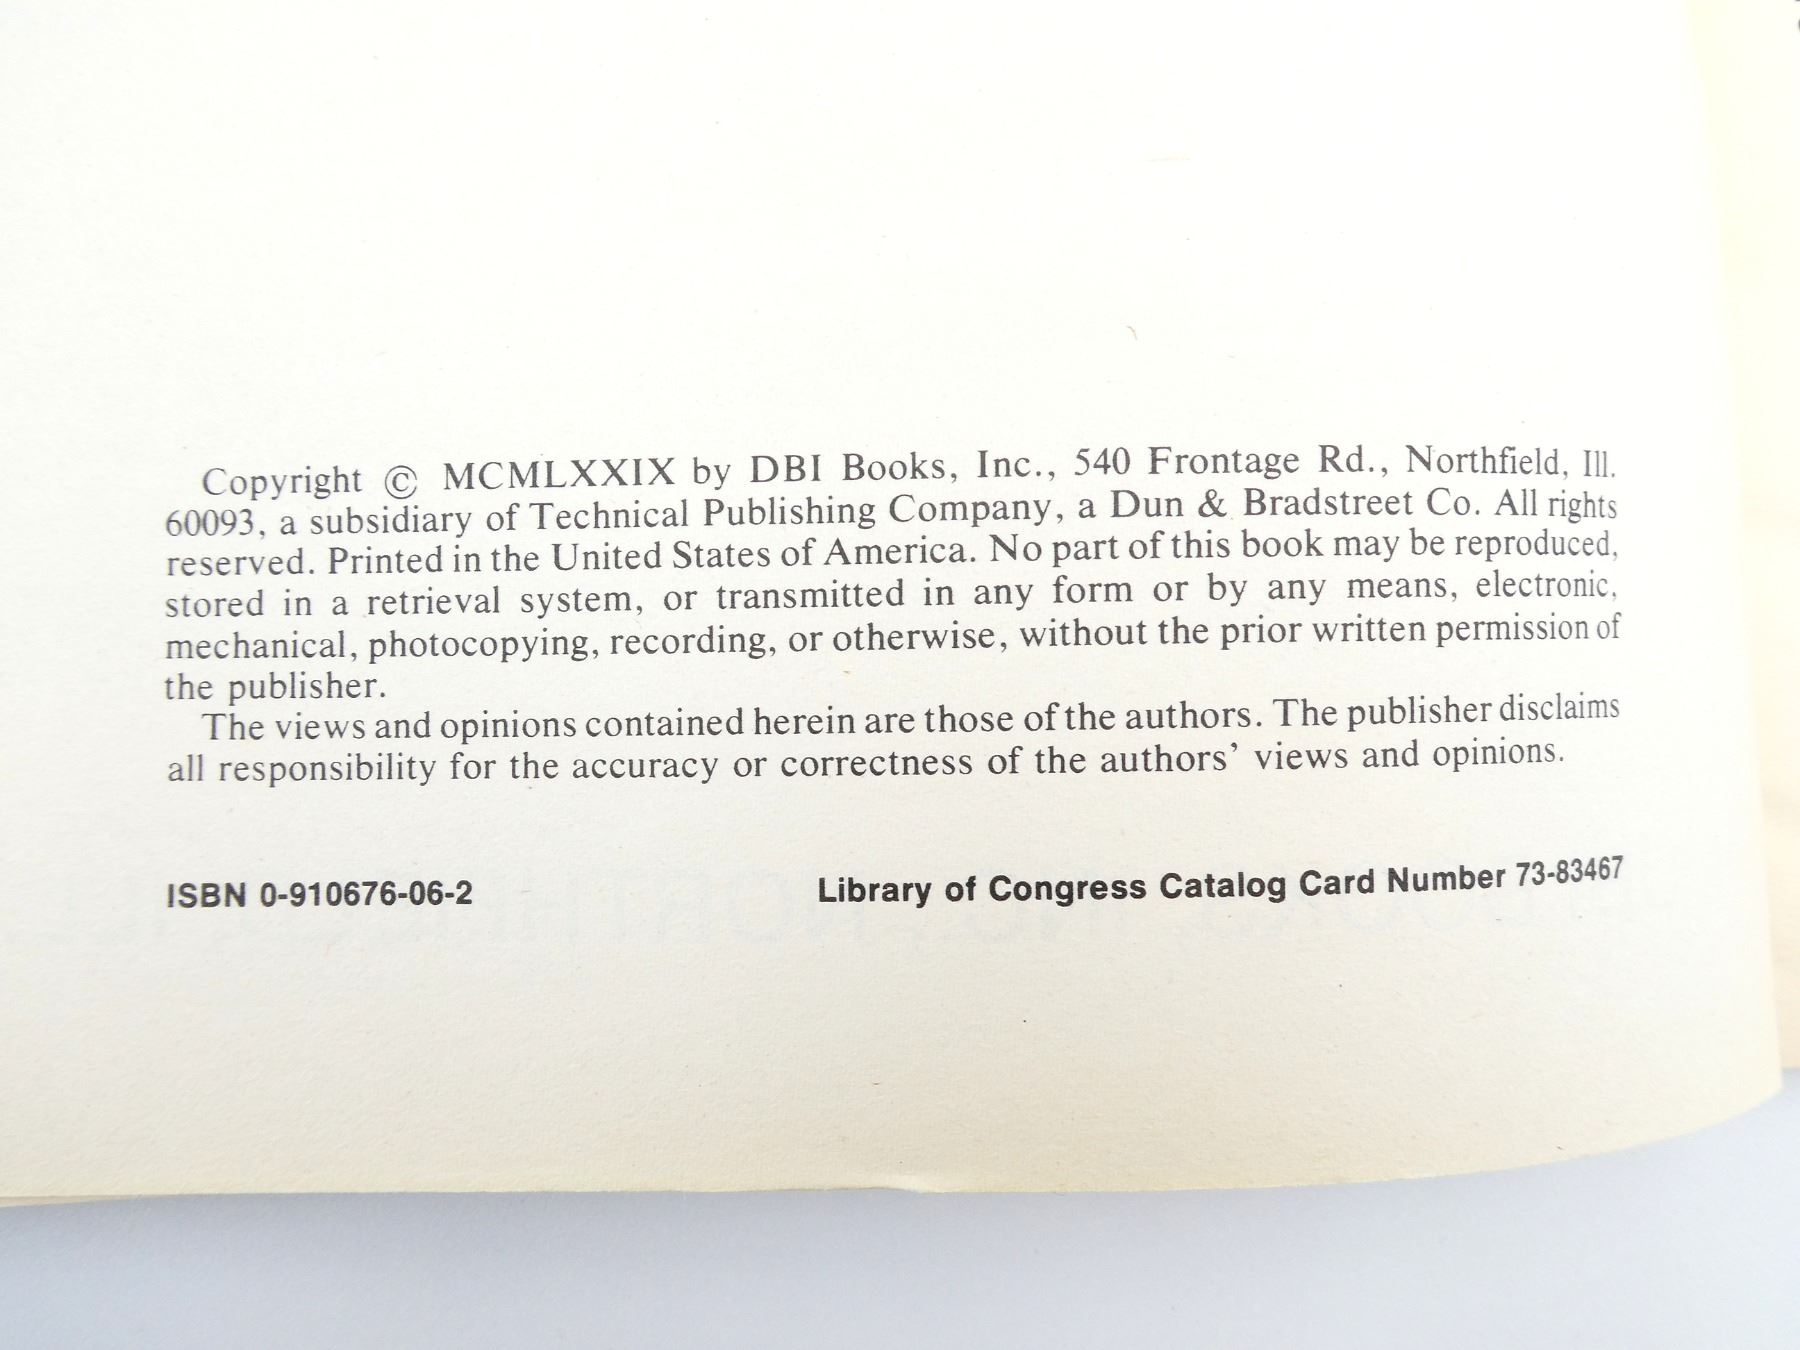 Copyright © MCMLXXIX by DBI Books, Inc., 540 Frontage Rd., Northfield, Ill.
60093, a subsidiary of Technical Publishing Company, a Dun & Bradstreet Co. All rights
reserved. Printed in the United States of America. No part of this book may be reproduced,
stored in a retrieval system, or transmitted in any form or by any means, electronic,
mechanical, photocopying, recording, or otherwise, without the prior written permission of
the publisher.
The views and opinions contained herein are those of the authors. The publisher disclaims
all responsibility for the accuracy or correctness of the authors' views and opinions.
ISBN 0-910676-06-2 Library of Congress Catalog Card Number 73-83467